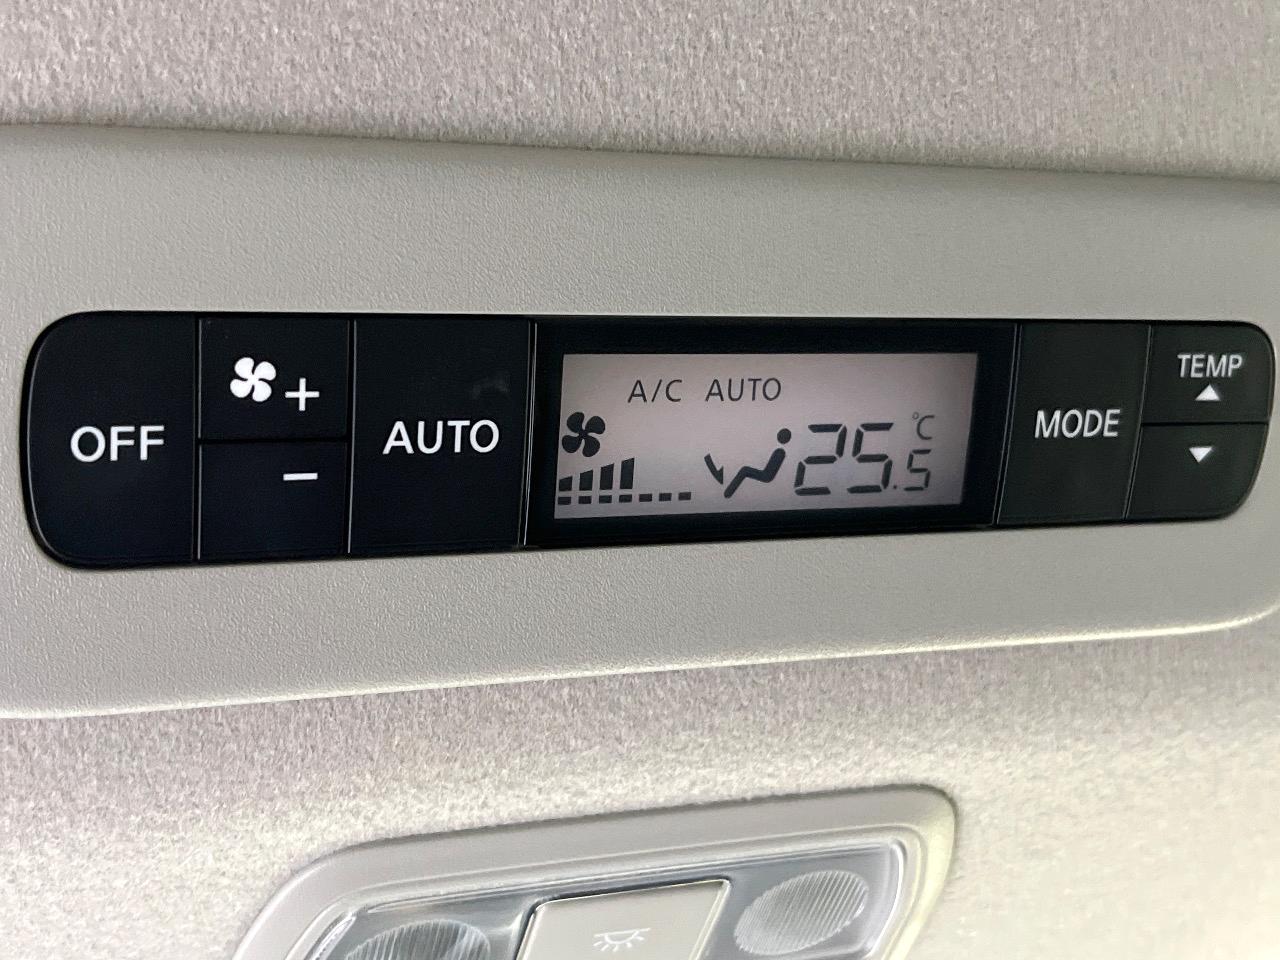 OFF
+
−
AUTO
A/C AUTO
25.5 °C
MODE
TEMP